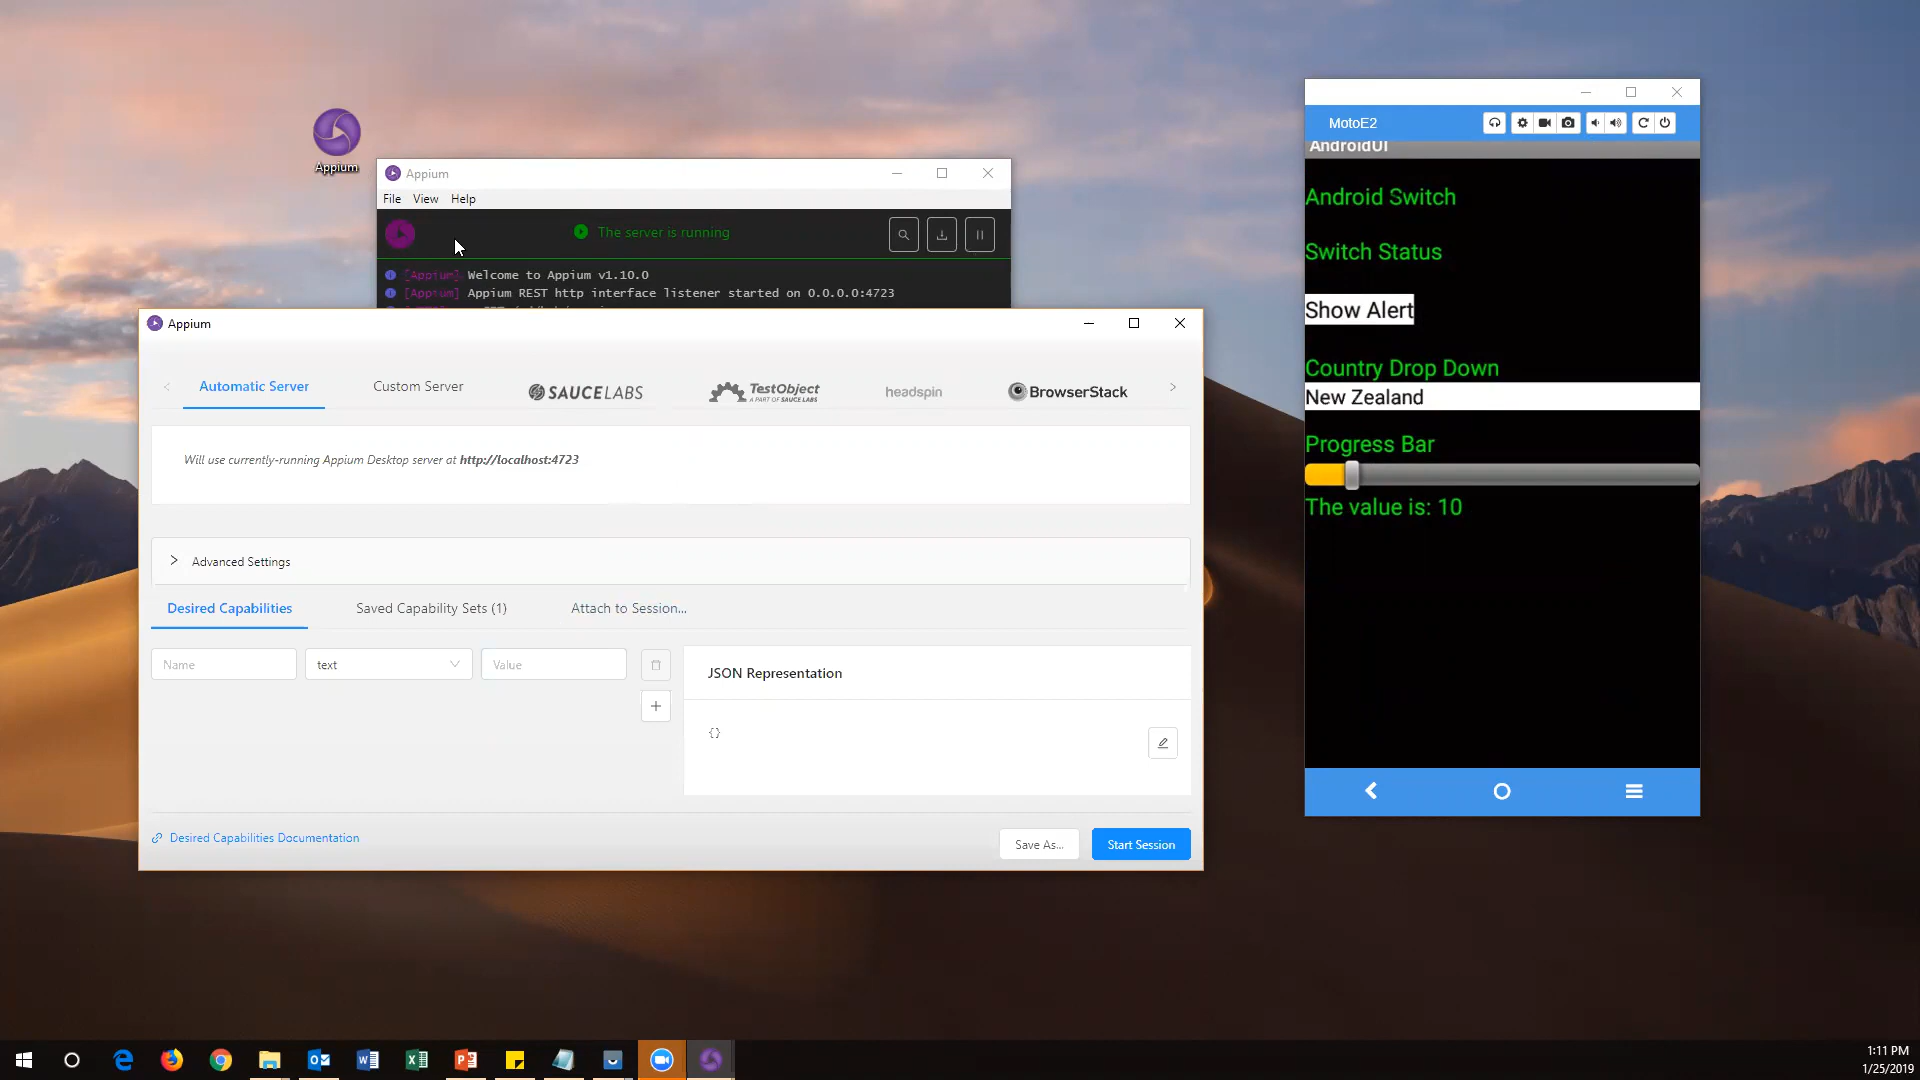 Appium
Appium
File View Help
The server is running
[Appium] Welcome to Appium v1.10.0
[Appium] Appium REST http interface listener started on 0.0.0.0:4723
Appium
Automatic Server
Custom Server
SAUCELABS
TestObject
A PART OF SAUCE LABS
headspin
BrowserStack
Will use currently-running Appium Desktop server at http://localhost:4723
Advanced Settings
Desired Capabilities
Saved Capability Sets (1)
Attach to Session...
Name
text
Value
JSON Representation
{}
Desired Capabilities Documentation
Save As...
Start Session
MotoE2
AndroidUI
Android Switch
Switch Status
Show Alert
Country Drop Down
New Zealand
Progress Bar
The value is: 10
1:11 PM
1/25/2019